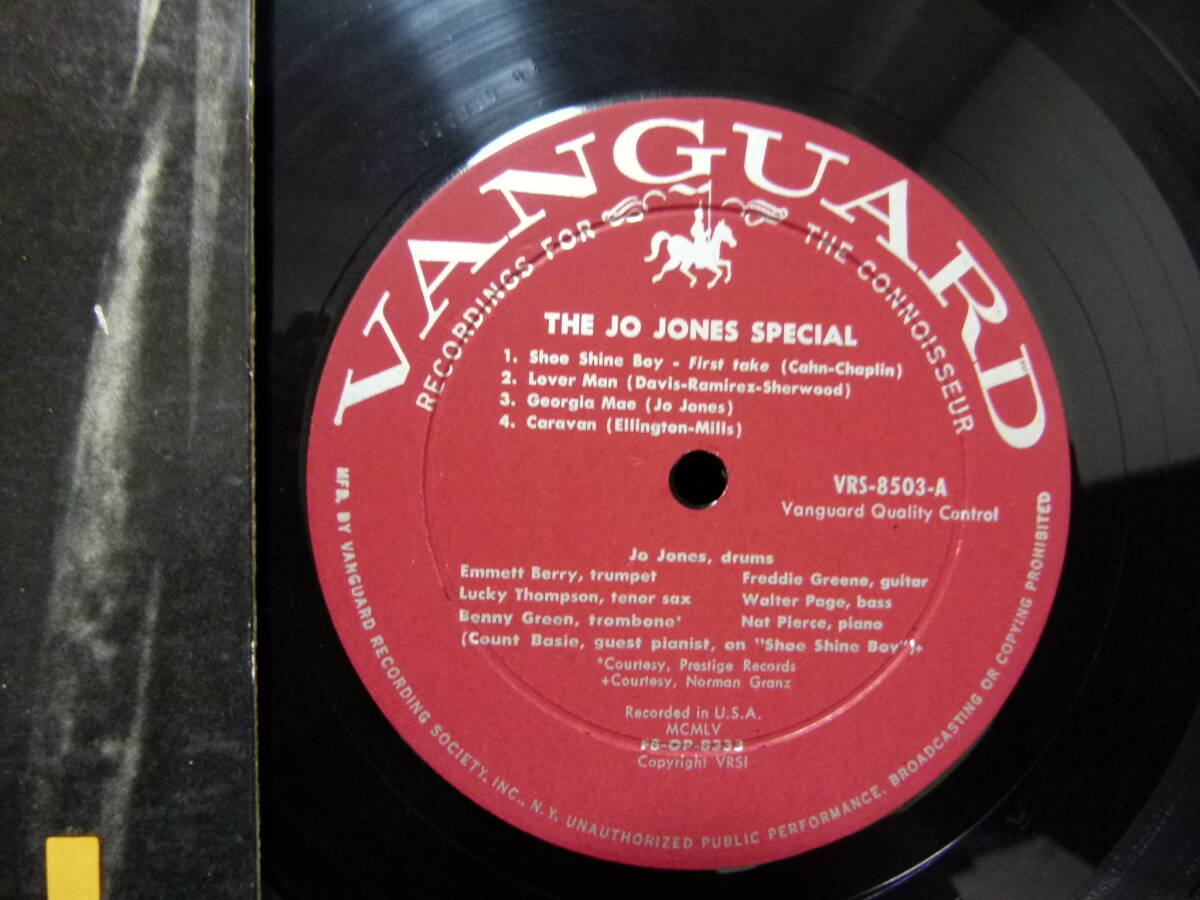 VANGUARD
RECORDINGS FOR THE CONNOISSEUR
THE JO JONES SPECIAL
1. Shoe Shine Boy - First take (Cahn-Chaplin)
2. Lover Man (Davis-Ramirez-Sherwood)
3. Georgia Mae (Jo Jones)
4. Caravan (Ellington-Mills)
VRS-8503-A
Vanguard Quality Control
Jo Jones, drums
Emmett Berry, trumpet
Lucky Thompson, tenor sax
Benny Green, trombone*
Freddie Greene, guitar
Walter Page, bass
Nat Pierce, piano
(Count Basie, guest pianist, on "Shoe Shine Boy")+
*Courtesy, Prestige Records
+Courtesy, Norman Granz
Recorded in U.S.A.
MCMLV
Copyright VRSI
MFB. BY VANGUARD RECORDING SOCIETY, INC., N.Y. UNAUTHORIZED PUBLIC PERFORMANCE, BROADCASTING OR COPYING PROHIBITED